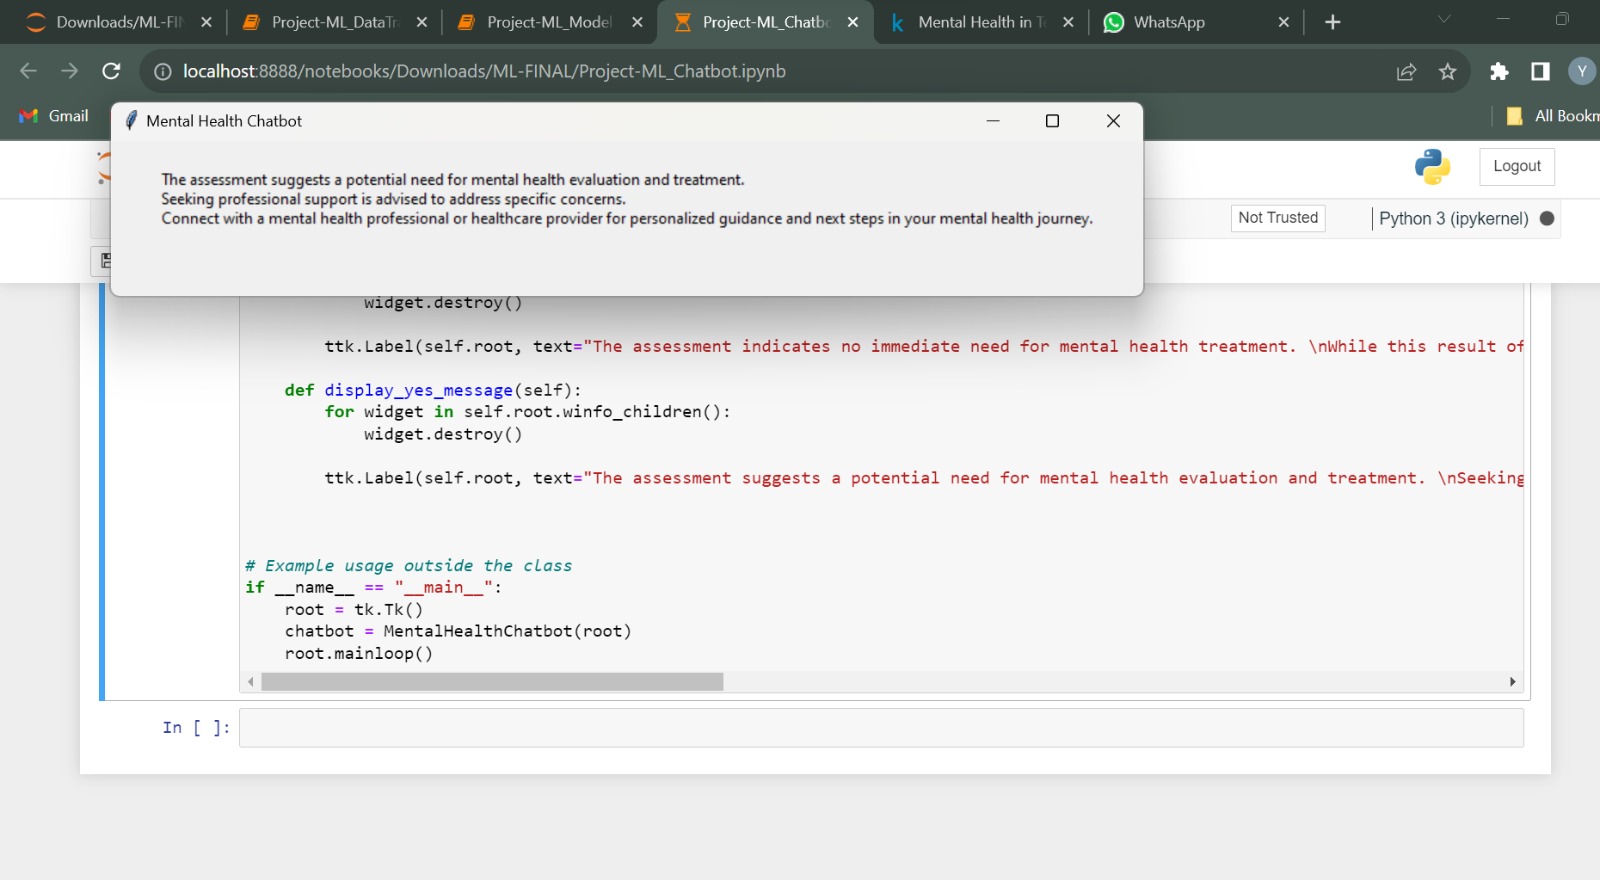 Downloads/ML-FIN
Project-ML_DataTra
Project-ML_Model
Project-ML_Chatbo
Mental Health in Te
WhatsApp
localhost:8888/notebooks/Downloads/ML-FINAL/Project-ML_Chatbot.ipynb
Y
Gmail
All Bookm
Mental Health Chatbot
The assessment suggests a potential need for mental health evaluation and treatment.
Seeking professional support is advised to address specific concerns.
Connect with a mental health professional or healthcare provider for personalized guidance and next steps in your mental health journey.
Logout
Not Trusted
Python 3 (ipykernel)
widget.destroy()
ttk.Label(self.root, text="The assessment indicates no immediate need for mental health treatment. \nWhile this result of
def display_yes_message(self):
for widget in self.root.winfo_children():
widget.destroy()
ttk.Label(self.root, text="The assessment suggests a potential need for mental health evaluation and treatment. \nSeeking
# Example usage outside the class
if __name__ == "__main__":
root = tk.Tk()
chatbot = MentalHealthChatbot(root)
root.mainloop()
In [ ]: